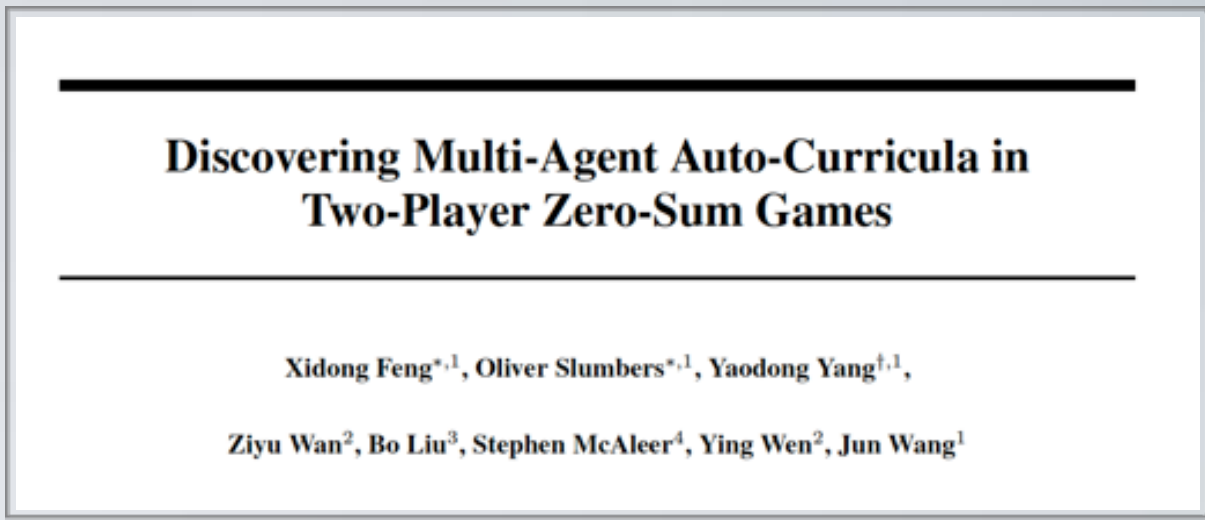 Discovering Multi-Agent Auto-Curricula in
Two-Player Zero-Sum Games
Xidong Feng*,1, Oliver Slumbers*,1, Yaodong Yang†,1,
Ziyu Wan2, Bo Liu3, Stephen McAleer4, Ying Wen2, Jun Wang1